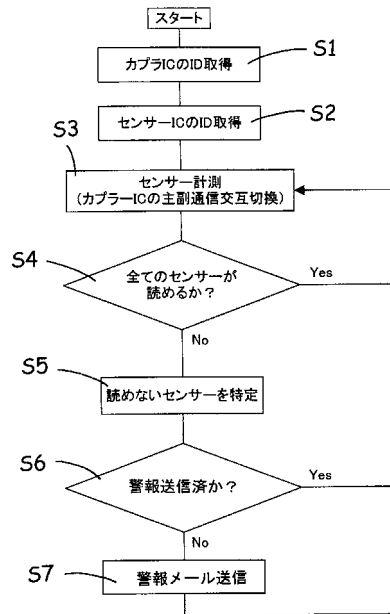 スタート
S1
カプラICのID取得
S2
センサーICのID取得
S3
センサー計測
(カプラーICの主副通信交互切換)
S4
全てのセンサーが
読めるか?
Yes
No
S5
読めないセンサーを特定
S6
警報送信済か?
Yes
No
S7
警報メール送信